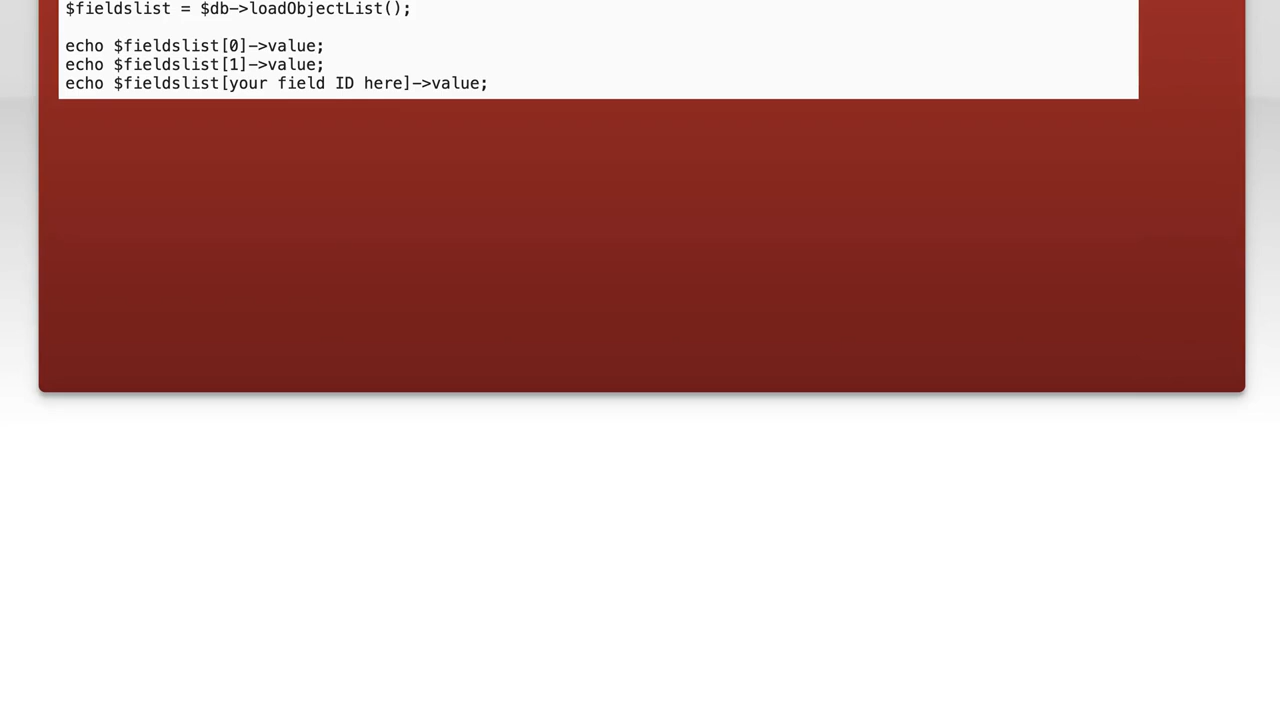 $fieldslist = $db->loadObjectList();
echo $fieldslist[0]->value;
echo $fieldslist[1]->value;
echo $fieldslist[your field ID here]->value;